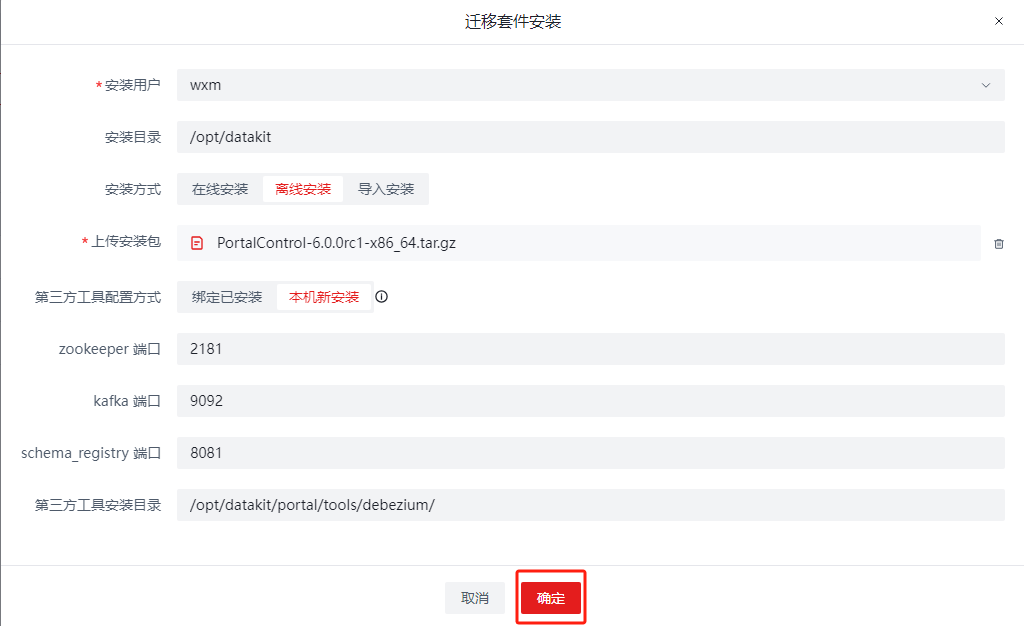 迁移套件安装
*安装用户 wxm
安装目录 /opt/datakit
安装方式 在线安装 离线安装 导入安装
*上传安装包 PortalControl-6.0.0rc1-x86_64.tar.gz
第三方工具配置方式 绑定已安装 本机新安装
zookeeper 端口 2181
kafka 端口 9092
schema_registry 端口 8081
第三方工具安装目录 /opt/datakit/portal/tools/debezium/
取消 确定